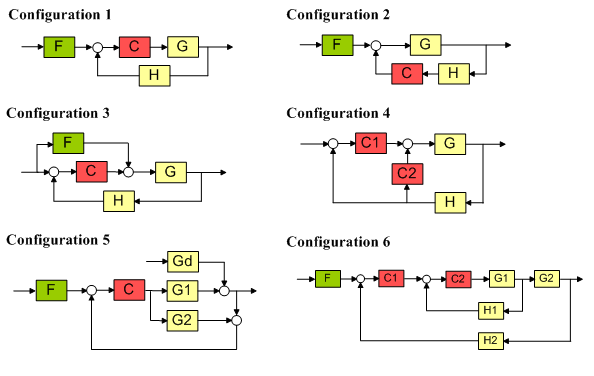 Configuration 1
Configuration 2
F
C
G
H
F
G
C
H
Configuration 3
Configuration 4
F
C
G
H
C1
G
C2
H
Configuration 5
Configuration 6
Gd
F
C
G1
G2
F
C1
C2
G1
G2
H1
H2